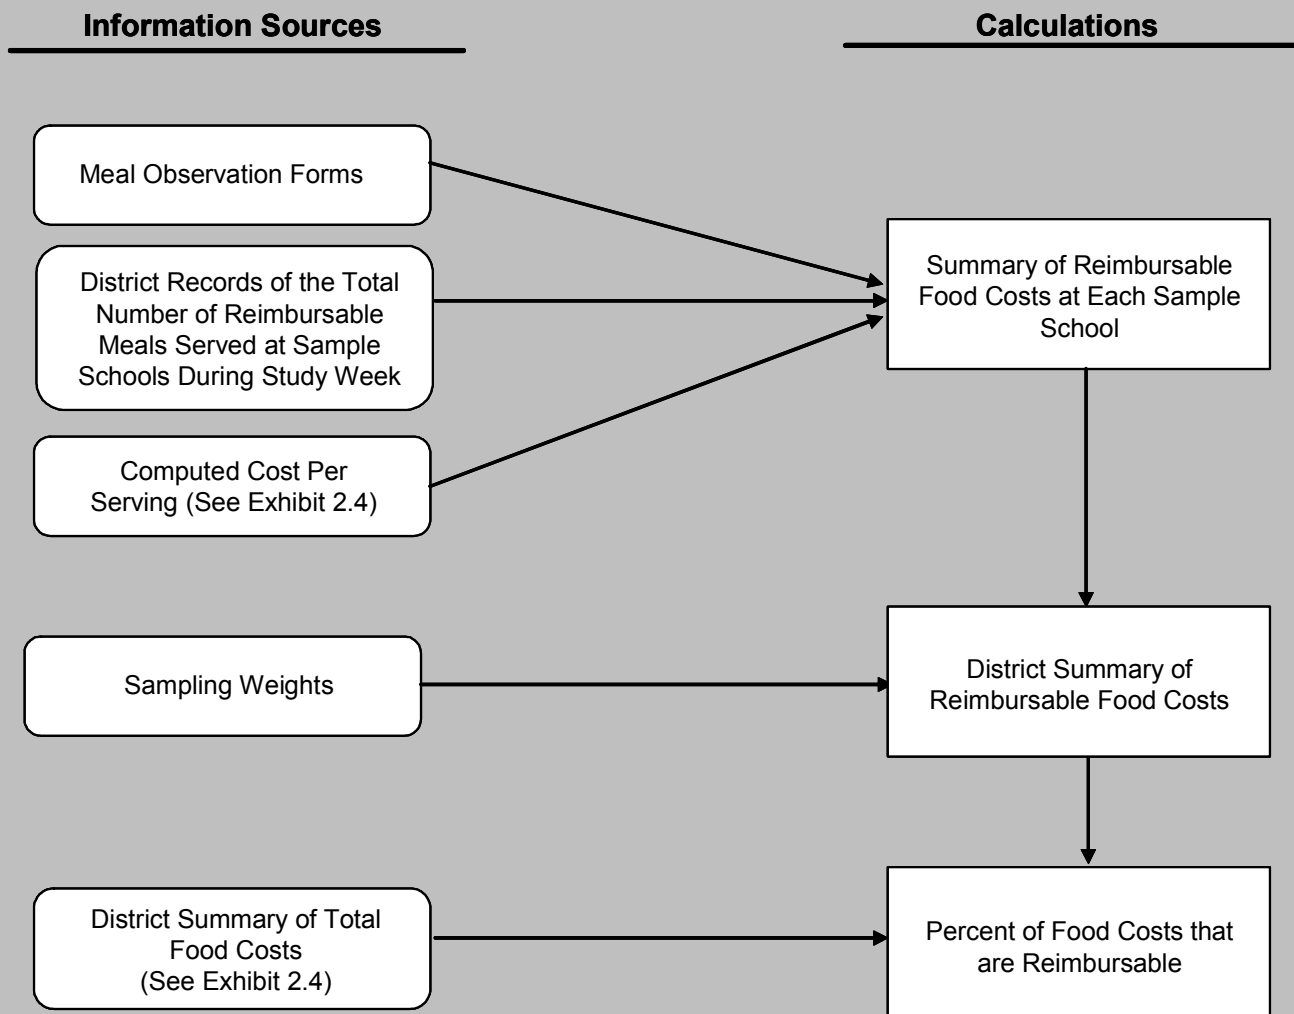 Information Sources
Calculations
Meal Observation Forms
District Records of the Total
Number of Reimbursable
Meals Served at Sample
Schools During Study Week
Computed Cost Per
Serving (See Exhibit 2.4)
Summary of Reimbursable
Food Costs at Each Sample
School
Sampling Weights
District Summary of
Reimbursable Food Costs
District Summary of Total
Food Costs
(See Exhibit 2.4)
Percent of Food Costs that
are Reimbursable